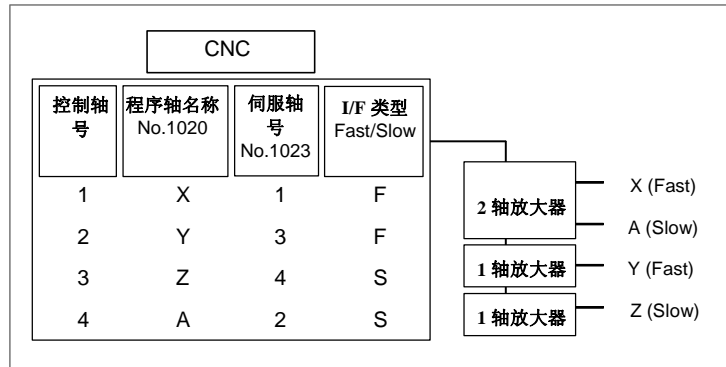 CNC
控制轴号
程序轴名称
No.1020
伺服轴号
No.1023
I/F 类型
Fast/Slow
1 X 1 F
2 Y 3 F
3 Z 4 S
4 A 2 S
2 轴放大器
1 轴放大器
1 轴放大器
X (Fast)
A (Slow)
Y (Fast)
Z (Slow)